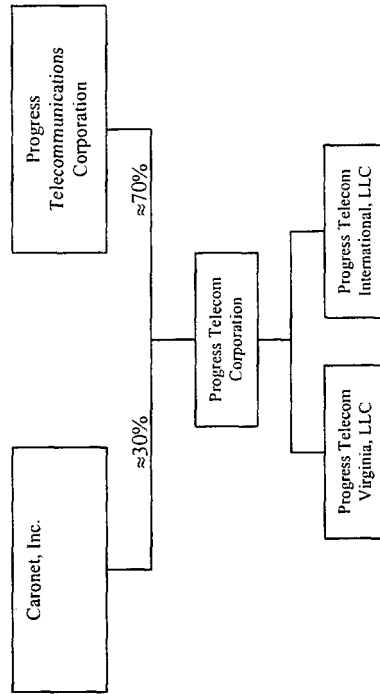 Caronet, Inc.
Progress
Telecommunications
Corporation
≈30%
≈70%
Progress Telecom
Corporation
Progress Telecom
Virginia, LLC
Progress Telecom
International, LLC